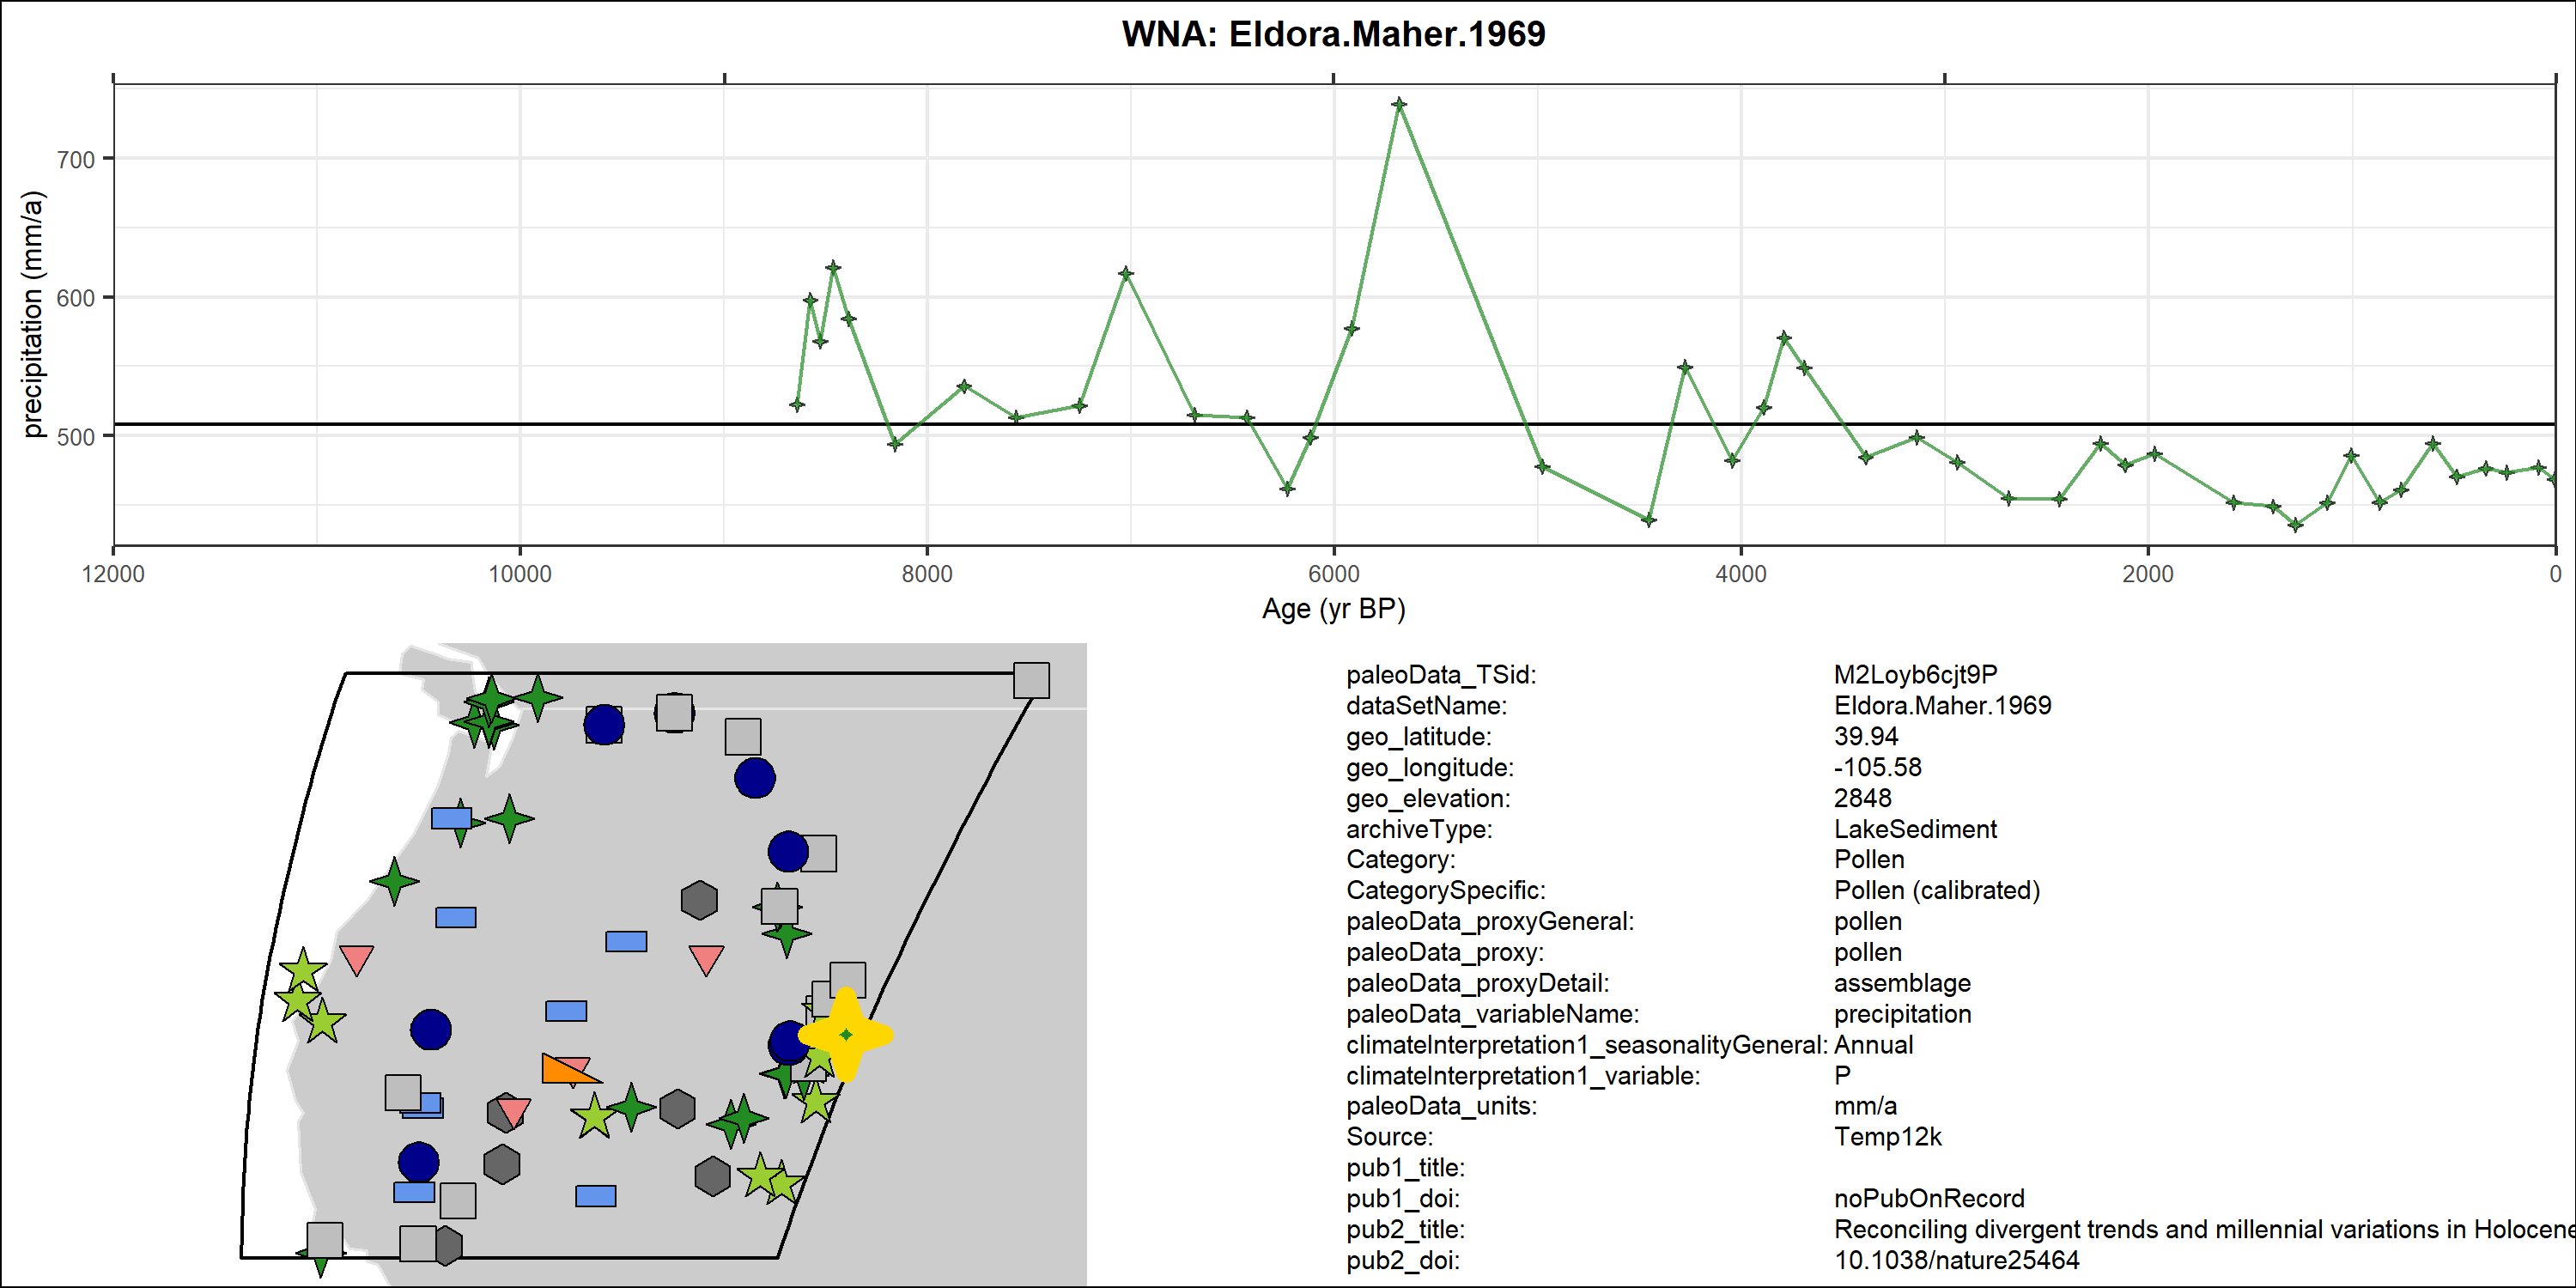 WNA: Eldora.Maher.1969
precipitation (mm/a)
700
600
500
12000 10000 8000 6000 4000 2000 0
Age (yr BP)
paleoData_TSid: M2Loyb6cjt9P
dataSetName: Eldora.Maher.1969
geo_latitude: 39.94
geo_longitude: -105.58
geo_elevation: 2848
archiveType: LakeSediment
Category: Pollen
CategorySpecific: Pollen (calibrated)
paleoData_proxyGeneral: pollen
paleoData_proxy: pollen
paleoData_proxyDetail: assemblage
paleoData_variableName: precipitation
climateInterpretation1_seasonalityGeneral: Annual
climateInterpretation1_variable: P
paleoData_units: mm/a
Source: Temp12k
pub1_title:
pub1_doi: noPubOnRecord
pub2_title: Reconciling divergent trends and millennial variations in Holocene
pub2_doi: 10.1038/nature25464